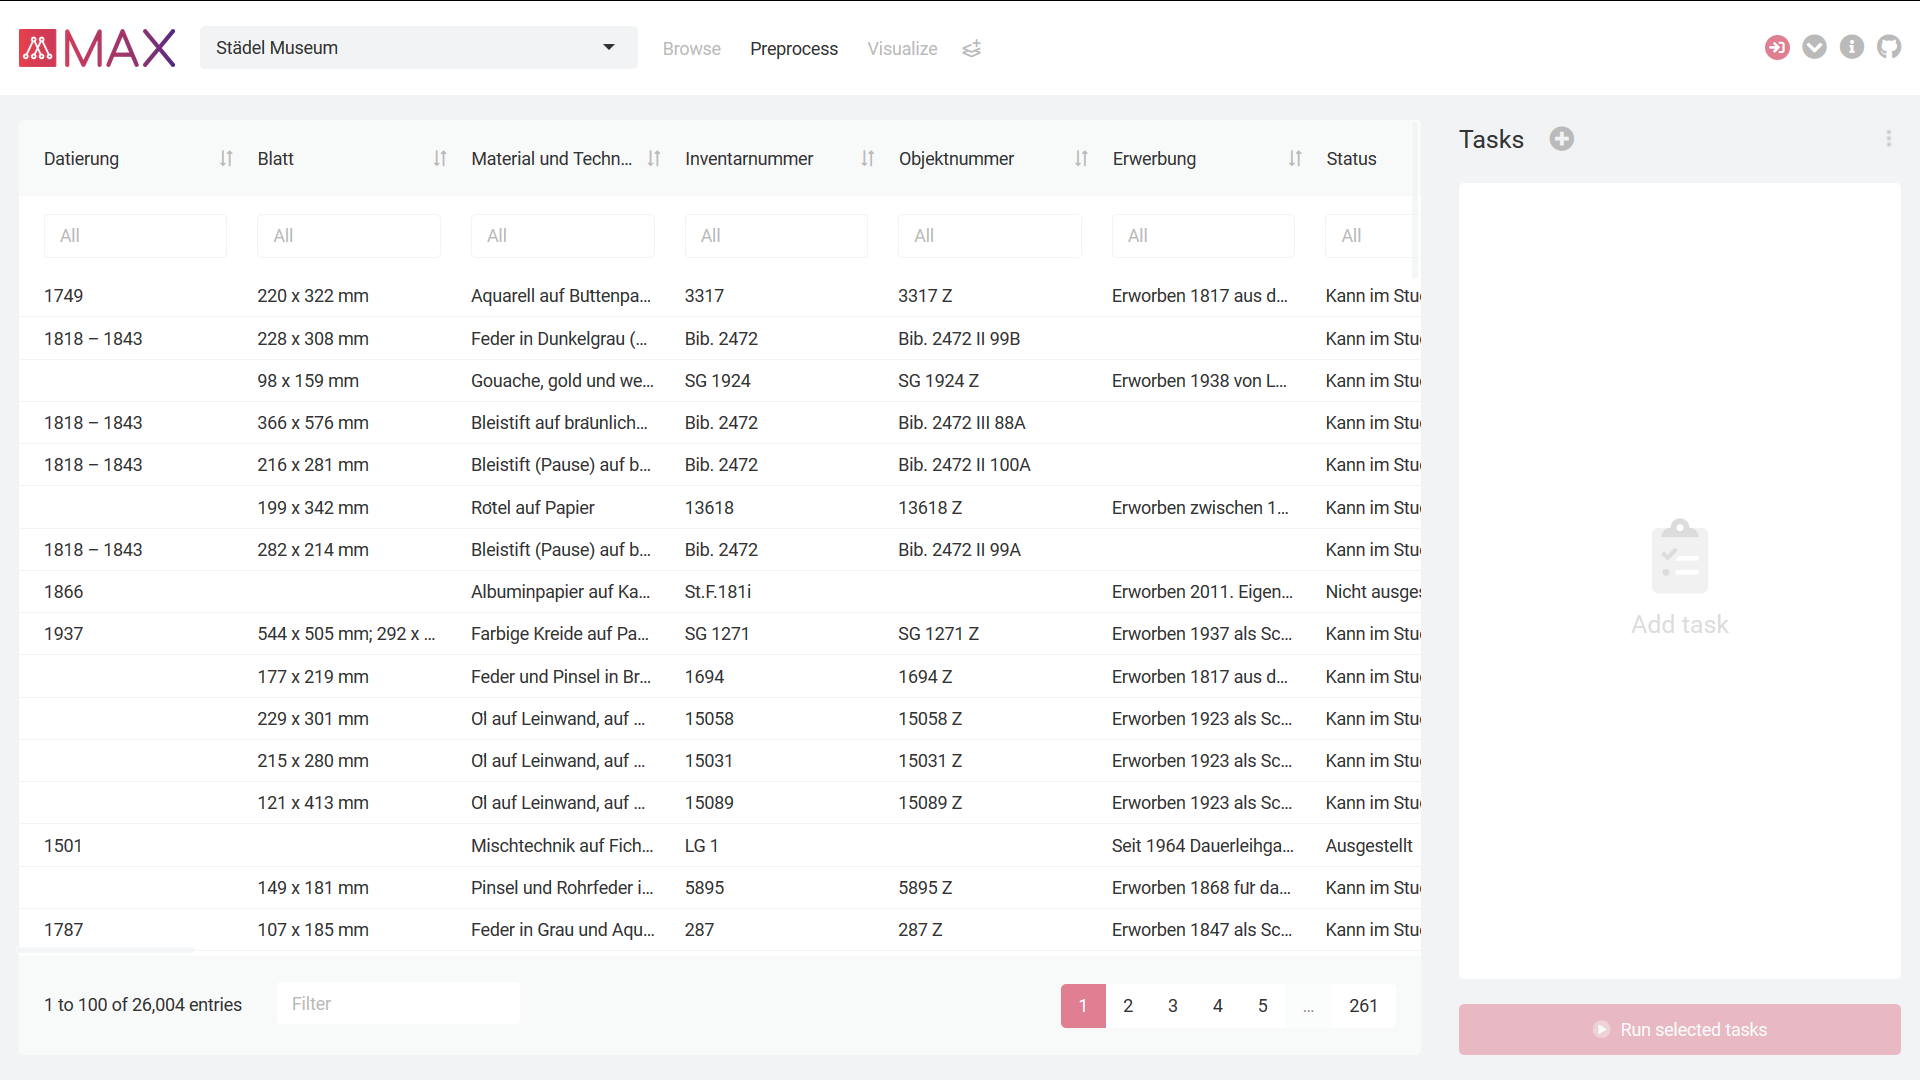 MAX
Städel Museum
Browse Preprocess Visualize
Datierung Blatt Material und Techn... Inventarnummer Objektnummer Erwerbung Status
All All All All All All All
1749 220 x 322 mm Aquarell auf Büttenpa... 3317 3317 Z Erworben 1817 aus d... Kann im Stu
1818 – 1843 228 x 308 mm Feder in Dunkelgrau (... Bib. 2472 Bib. 2472 II 99B Kann im Stu
98 x 159 mm Gouache, gold und we... SG 1924 SG 1924 Z Erworben 1938 von L... Kann im Stu
1818 – 1843 366 x 576 mm Bleistift auf bräunlich... Bib. 2472 Bib. 2472 III 88A Kann im Stu
1818 – 1843 216 x 281 mm Bleistift (Pause) auf b... Bib. 2472 Bib. 2472 II 100A Kann im Stu
199 x 342 mm Rötel auf Papier 13618 13618 Z Erworben zwischen 1... Kann im Stu
1818 – 1843 282 x 214 mm Bleistift (Pause) auf b... Bib. 2472 Bib. 2472 II 99A Kann im Stu
1866 Albuminpapier auf Ka... St.F.181i Erworben 2011. Eigen... Nicht ausges
1937 544 x 505 mm; 292 x ... Farbige Kreide auf Pa... SG 1271 SG 1271 Z Erworben 1937 als Sc... Kann im Stu
177 x 219 mm Feder und Pinsel in Br... 1694 1694 Z Erworben 1817 aus d... Kann im Stu
229 x 301 mm Öl auf Leinwand, auf ... 15058 15058 Z Erworben 1923 als Sc... Kann im Stu
215 x 280 mm Öl auf Leinwand, auf ... 15031 15031 Z Erworben 1923 als Sc... Kann im Stu
121 x 413 mm Öl auf Leinwand, auf ... 15089 15089 Z Erworben 1923 als Sc... Kann im Stu
1501 Mischtechnik auf Fich... LG 1 Seit 1964 Dauerleihga... Ausgestellt
149 x 181 mm Pinsel und Rohrfeder i... 5895 5895 Z Erworben 1868 für da... Kann im Stu
1787 107 x 185 mm Feder in Grau und Aqu... 287 287 Z Erworben 1847 als Sc... Kann im Stu
1 to 100 of 26,004 entries Filter 1 2 3 4 5 ... 261
Tasks
Add task
Run selected tasks